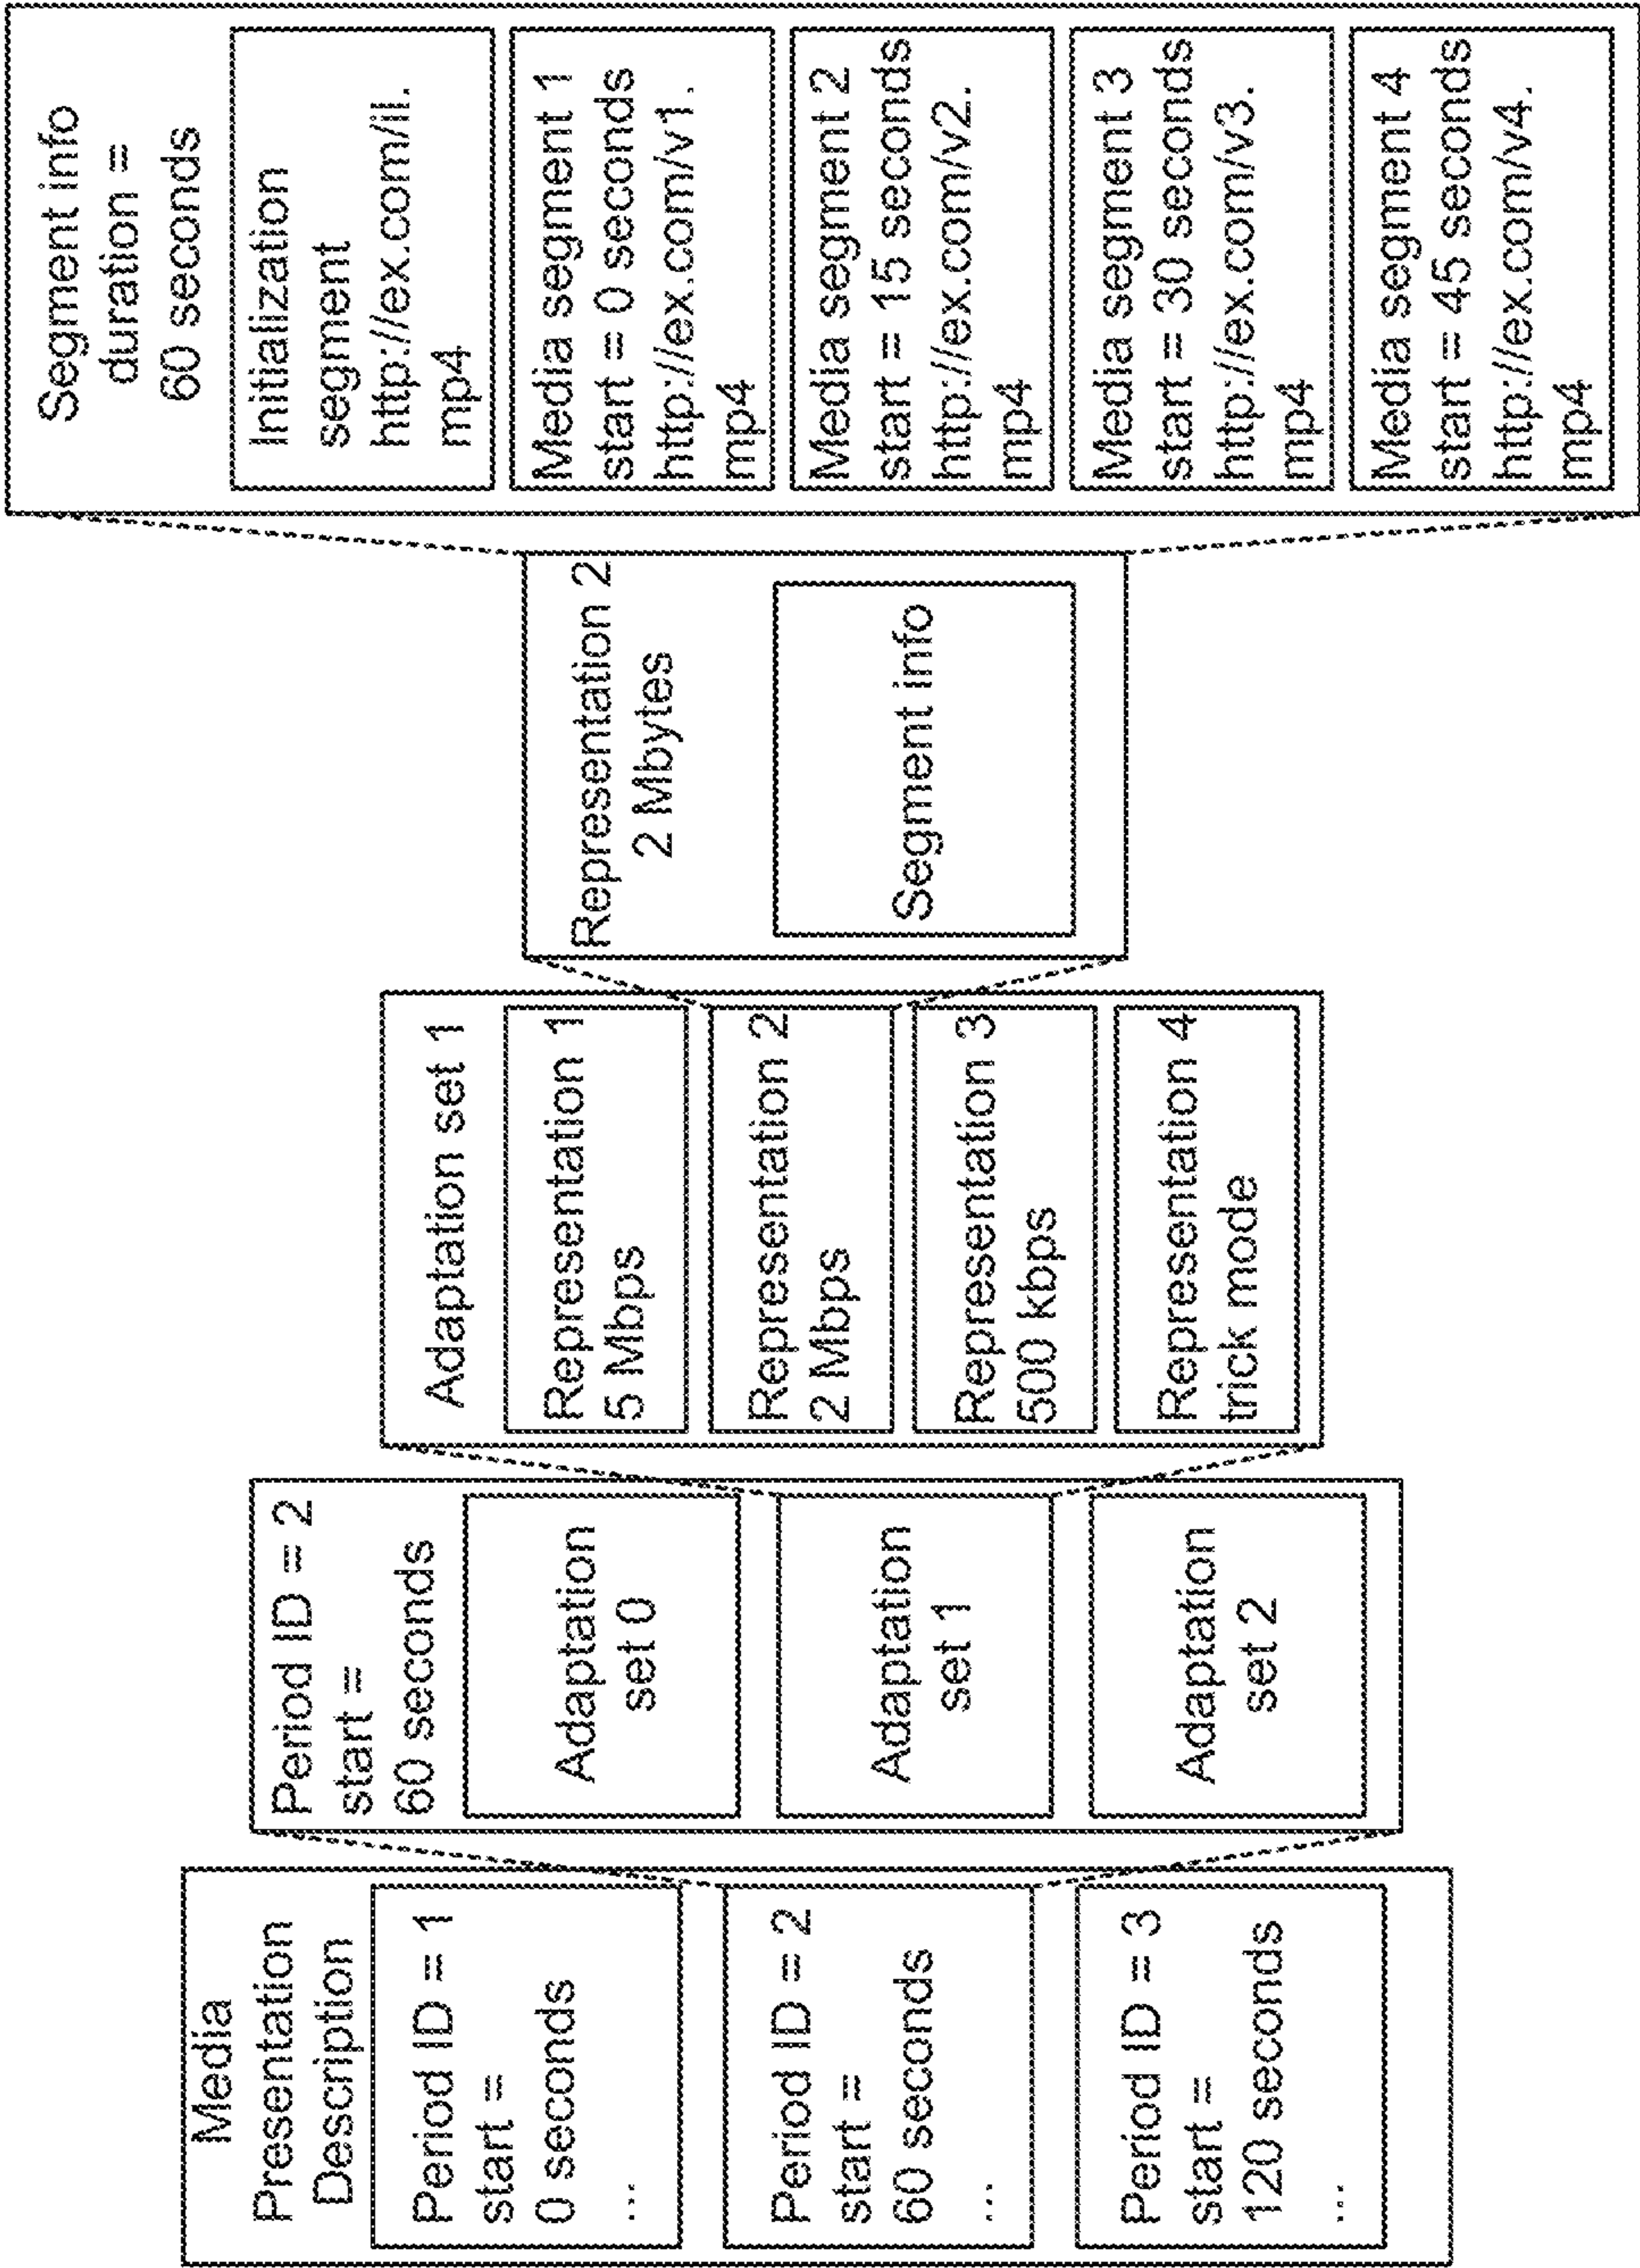 Media
Presentation
Description
Period ID = 1
start =
0 seconds
...
Period ID = 2
start =
60 seconds
...
Period ID = 3
start =
120 seconds
...
Period ID = 2
start =
60 seconds
Adaptation
set 0
Adaptation
set 1
Adaptation
set 2
Adaptation set 1
Representation 1
5 Mbps
Representation 2
2 Mbps
Representation 3
500 kbps
Representation 4
trick mode
Representation 2
2 Mbytes
Segment info
Segment info
duration =
60 seconds
Initialization
segment
http://ex.com/il.
mp4
Media segment 1
start = 0 seconds
http://ex.com/v1.
mp4
Media segment 2
start = 15 seconds
http://ex.com/v2.
mp4
Media segment 3
start = 30 seconds
http://ex.com/v3.
mp4
Media segment 4
start = 45 seconds
http://ex.com/v4.
mp4